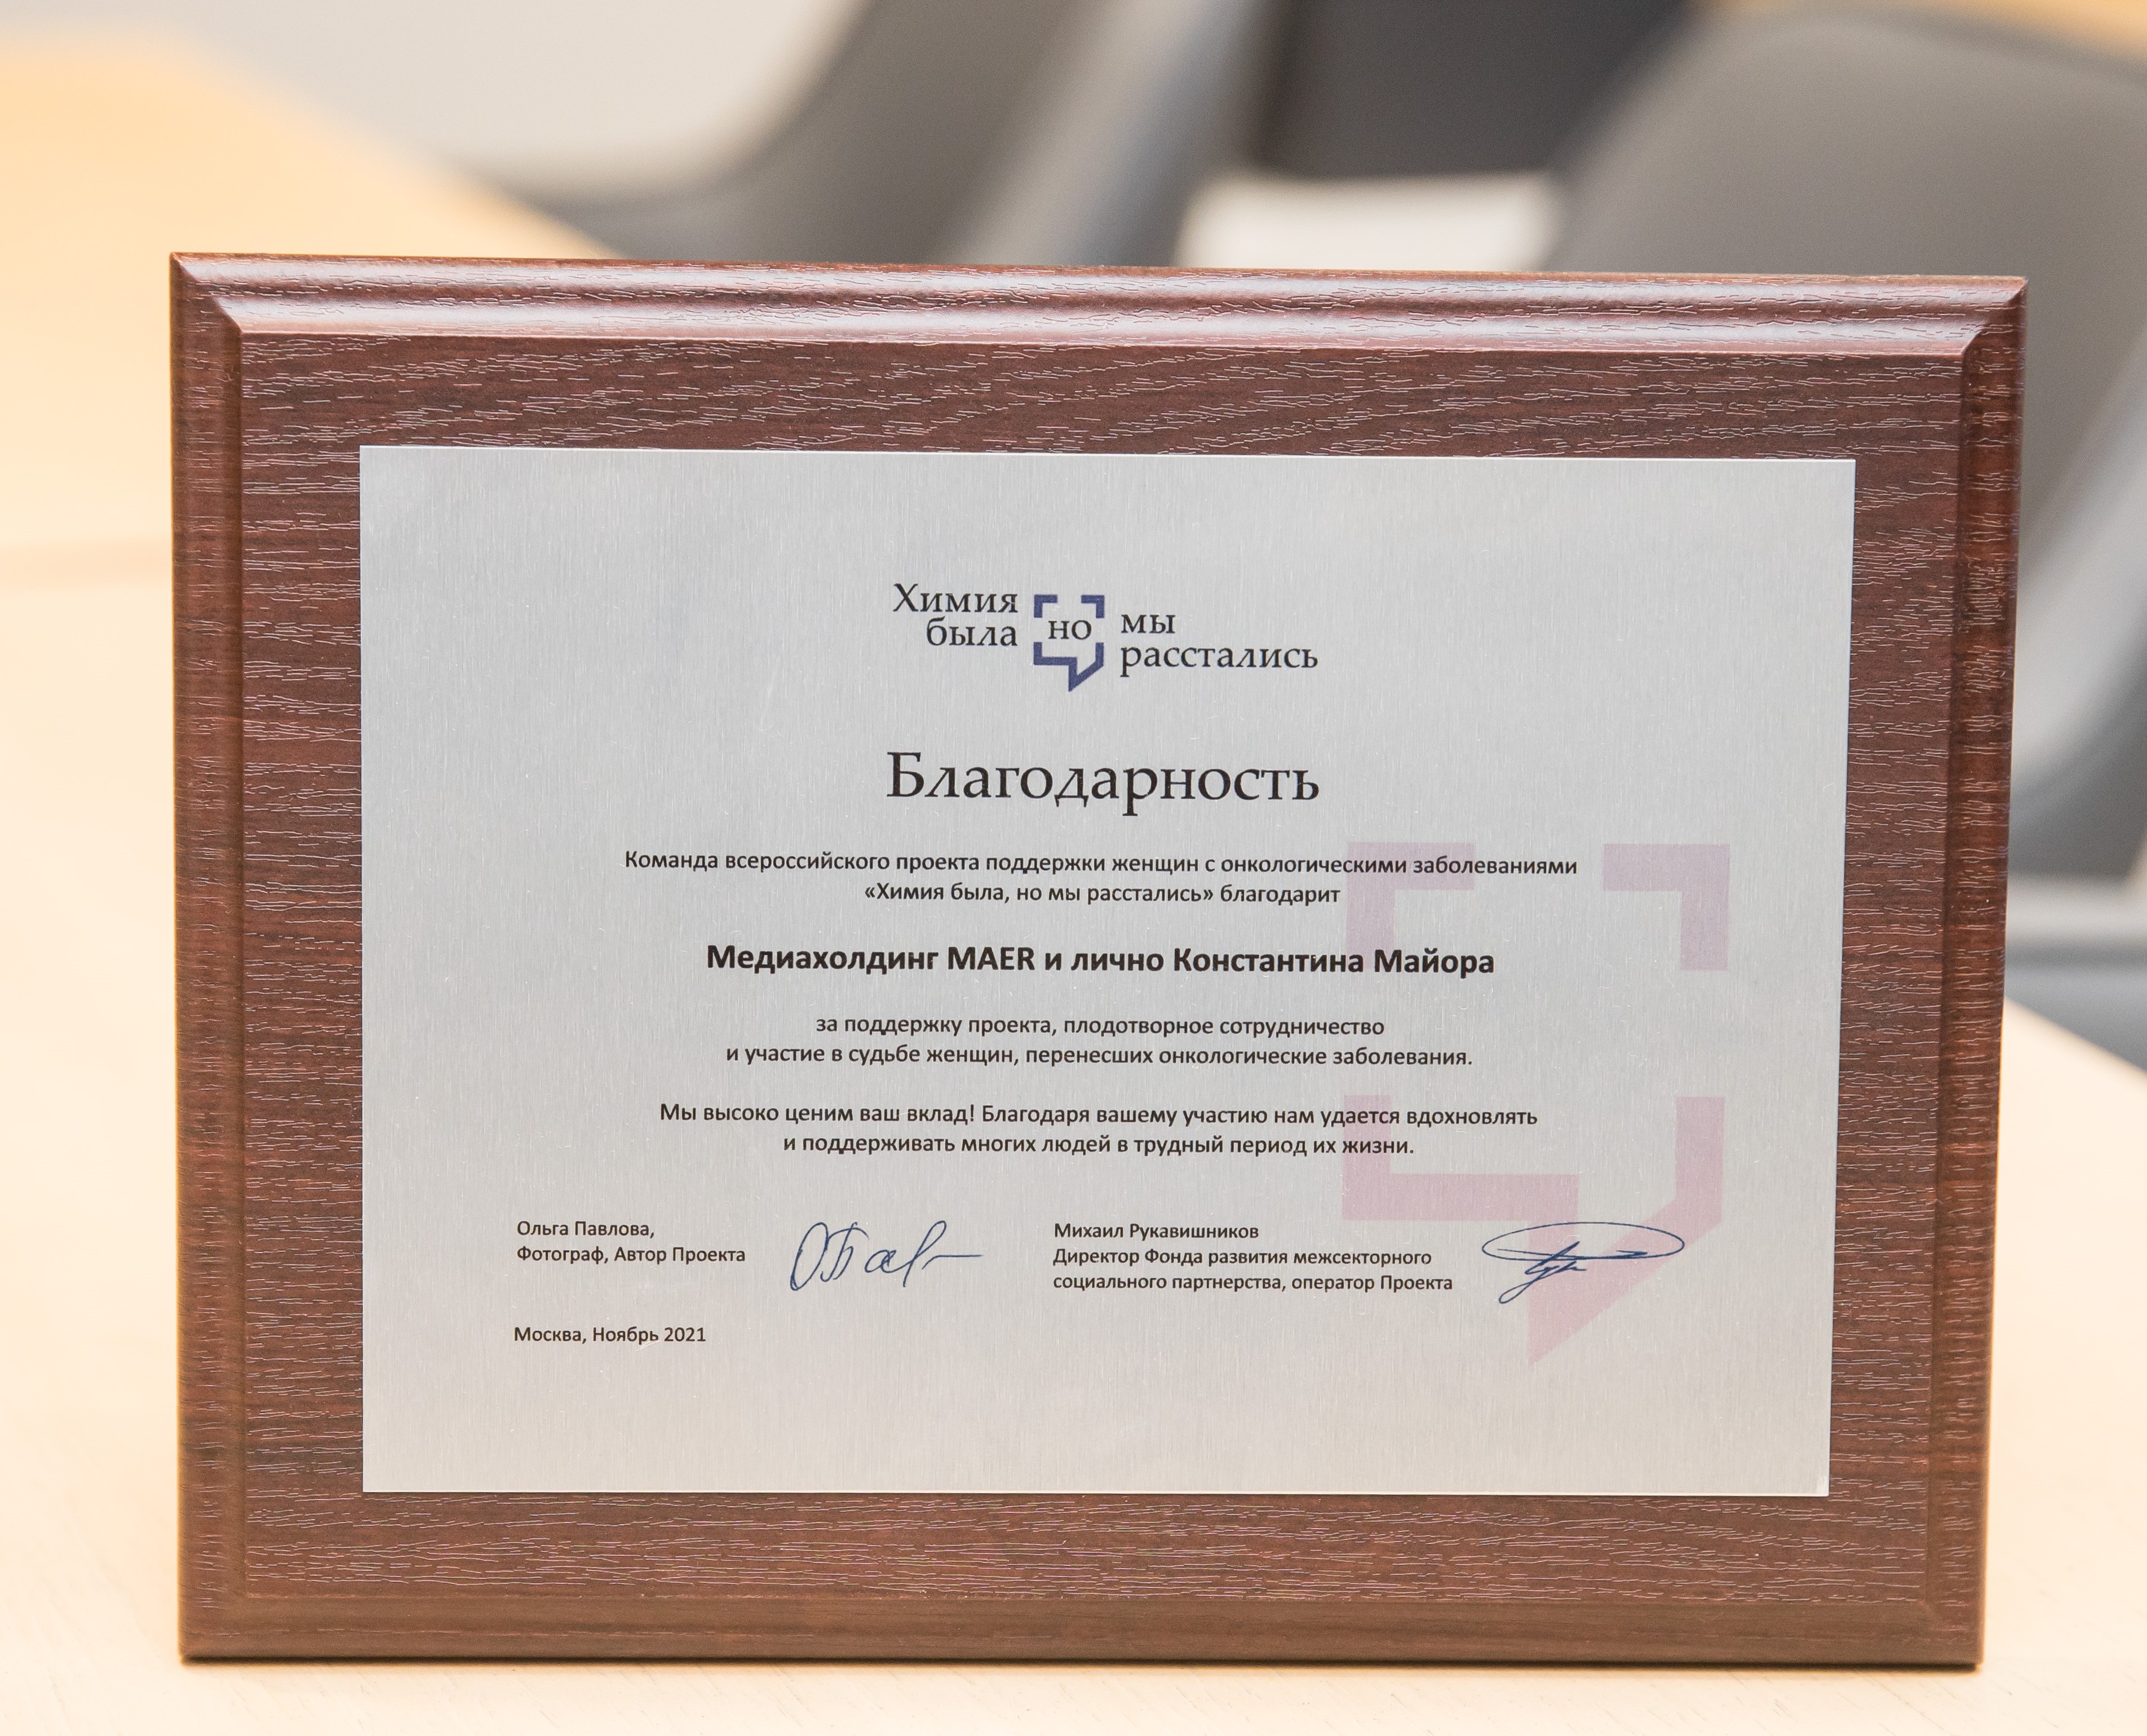 Химия
была
но
мы
расстались
Благодарность
Команда всероссийского проекта поддержки женщин с онкологическими заболеваниями
«Химия была, но мы расстались» благодарит
Медиахолдинг MAER и лично Константина Майора
за поддержку проекта, плодотворное сотрудничество
и участие в судьбе женщин, перенесших онкологические заболевания.
Мы высоко ценим ваш вклад! Благодаря вашему участию нам удается вдохновлять
и поддерживать многих людей в трудный период их жизни.
Ольга Павлова,
Фотограф, Автор Проекта
Михаил Рукавишников
Директор Фонда развития межсекторного
социального партнерства, оператор Проекта
Москва, Ноябрь 2021